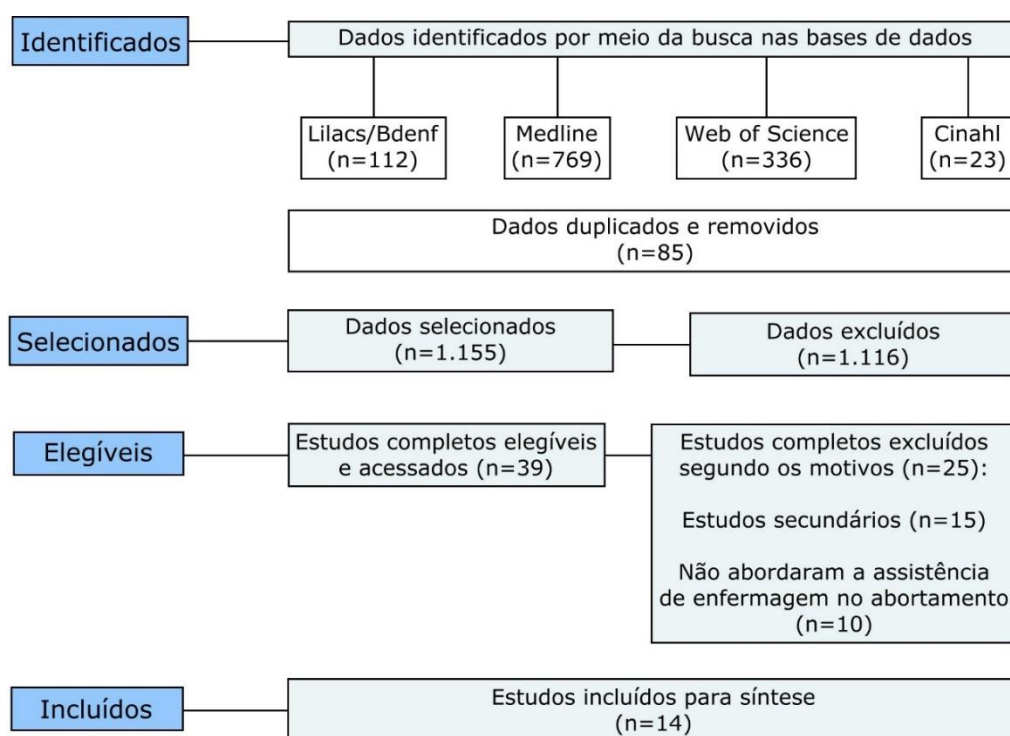 Identificados
Dados identificados por meio da busca nas bases de dados
Lilacs/Bdenf
(n=112)
Medline
(n=769)
Web of Science
(n=336)
Cinahl
(n=23)
Dados duplicados e removidos
(n=85)
Selecionados
Dados selecionados
(n=1.155)
Dados excluídos
(n=1.116)
Elegíveis
Estudos completos elegíveis
e acessados (n=39)
Estudos completos excluídos
segundo os motivos (n=25):
Estudos secundários (n=15)
Não abordaram a assistência
de enfermagem no abortamento
(n=10)
Incluídos
Estudos incluídos para síntese
(n=14)